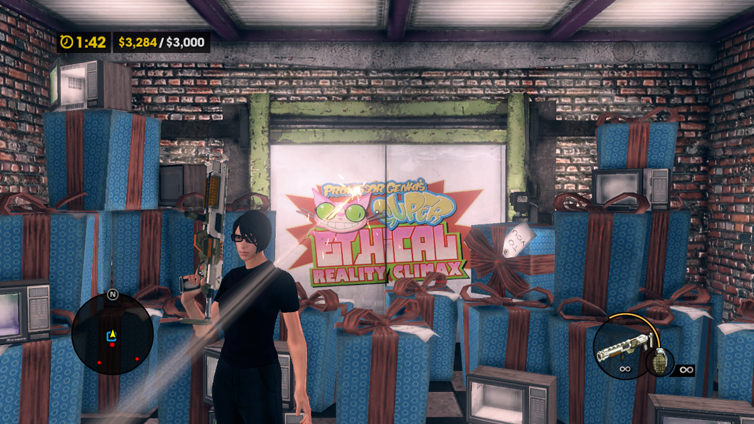 1:42 $3,284 / $3,000
PROFESSOR GENKI'S
SUPER
ETHICAL
REALITY CLIMAX
N
∞
∞